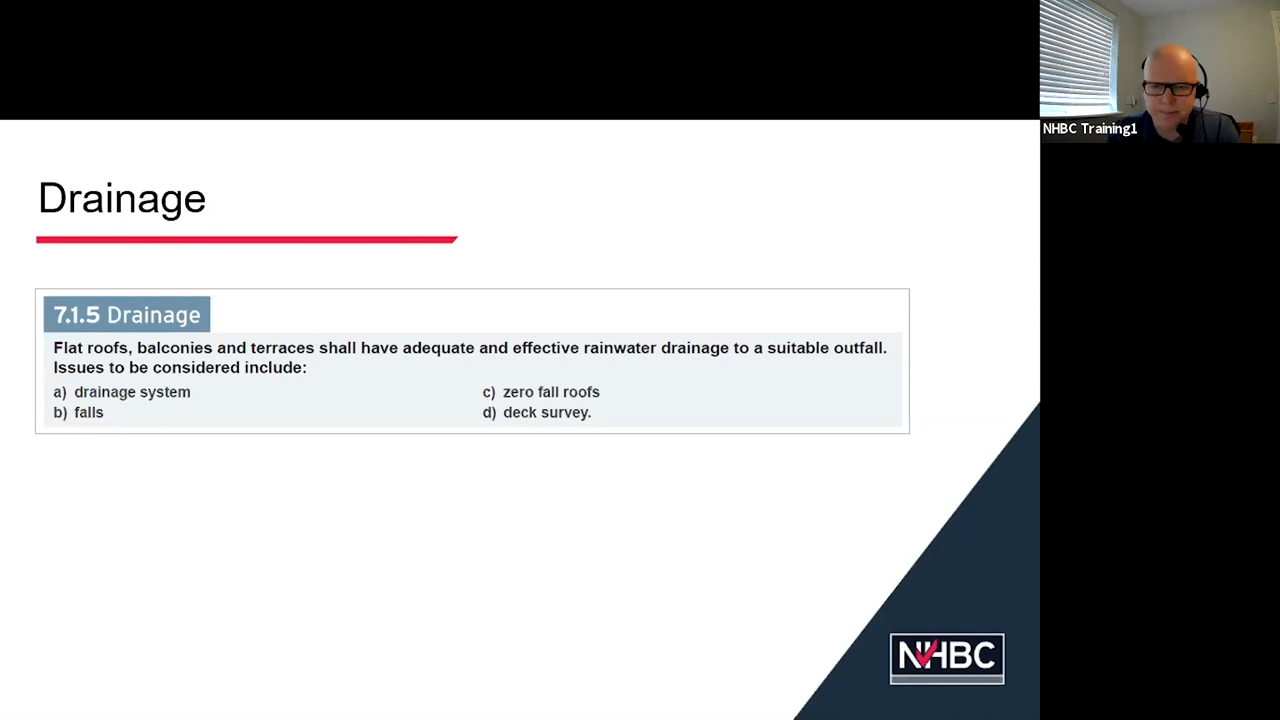 NHBC Training1
Drainage
7.1.5 Drainage
Flat roofs, balconies and terraces shall have adequate and effective rainwater drainage to a suitable outfall.
Issues to be considered include:
a) drainage system
b) falls
c) zero fall roofs
d) deck survey.
NHBC